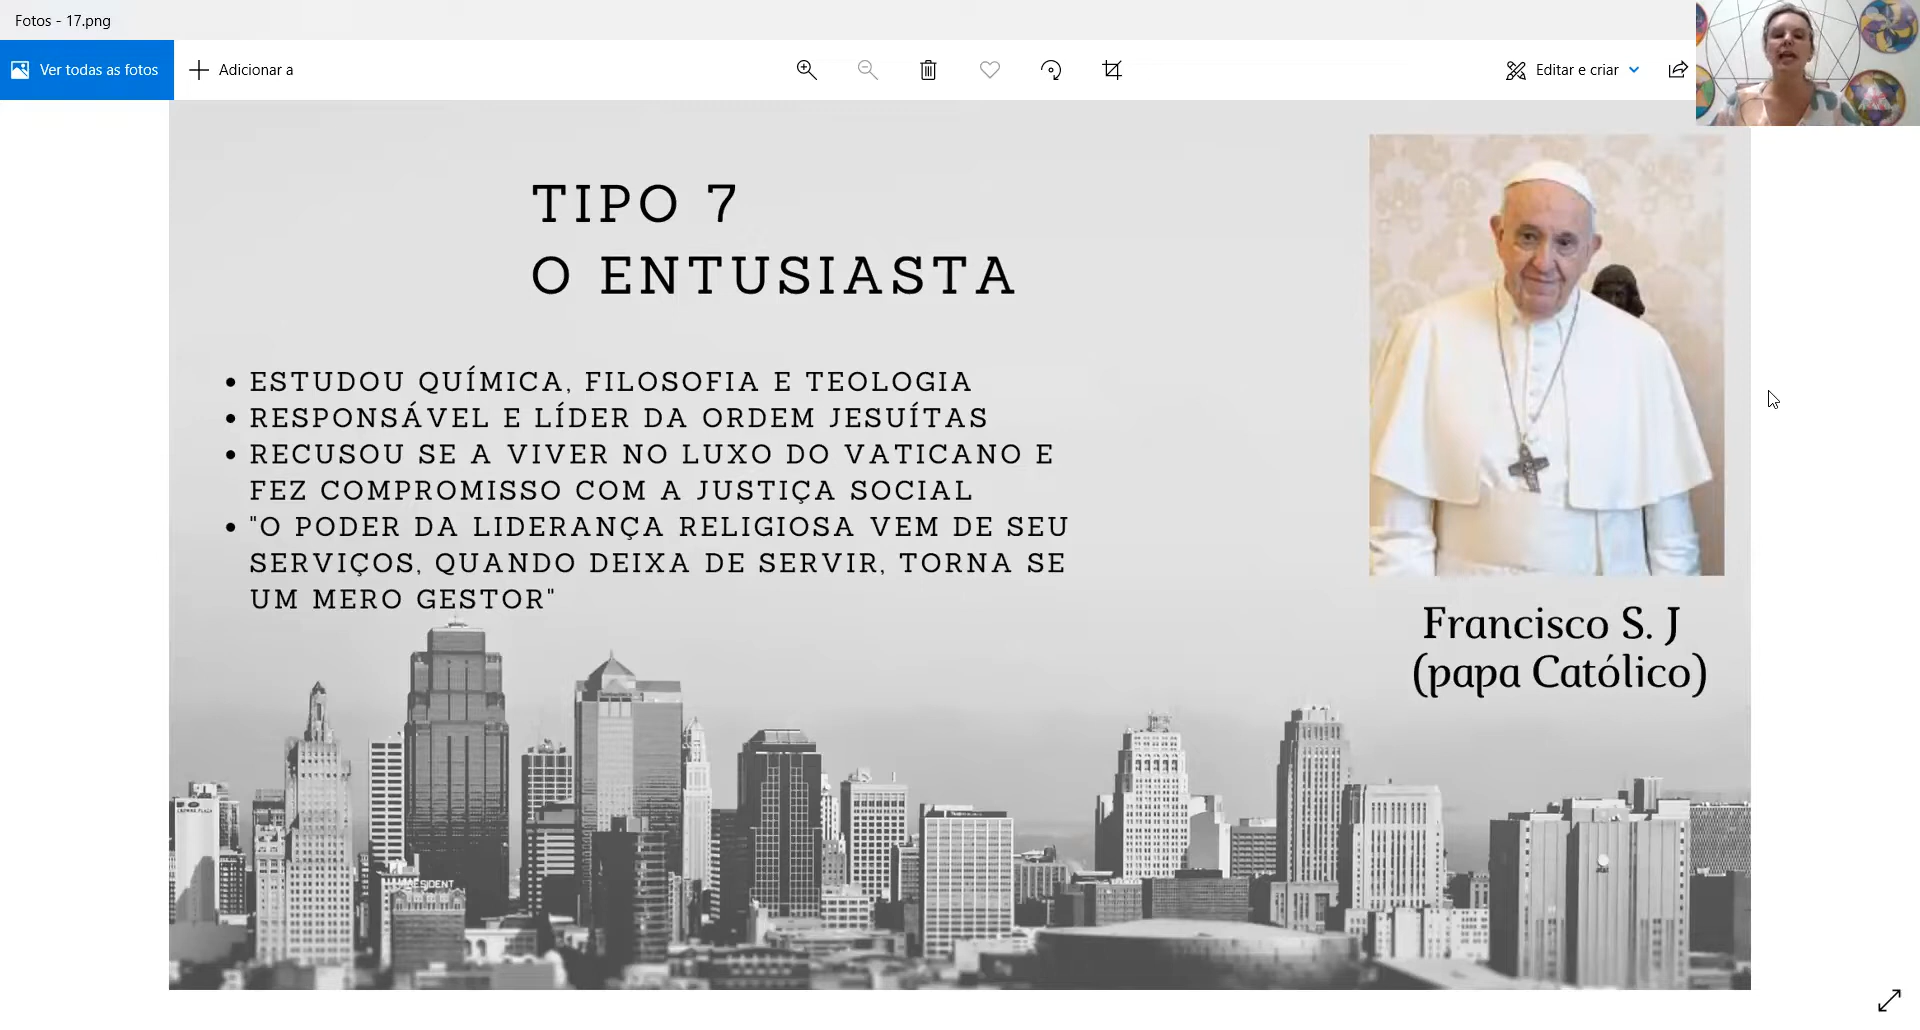 Fotos - 17.png
Ver todas as fotos
Adicionar a
Editar e criar
TIPO 7
O ENTUSIASTA
ESTUDOU QUÍMICA, FILOSOFIA E TEOLOGIA
RESPONSÁVEL E LÍDER DA ORDEM JESUÍTAS
RECUSOU SE A VIVER NO LUXO DO VATICANO E
FEZ COMPROMISSO COM A JUSTIÇA SOCIAL
"O PODER DA LIDERANÇA RELIGIOSA VEM DE SEU
SERVIÇOS, QUANDO DEIXA DE SERVIR, TORNA SE
UM MERO GESTOR"
Francisco S. J
(papa Católico)
PRESIDENT